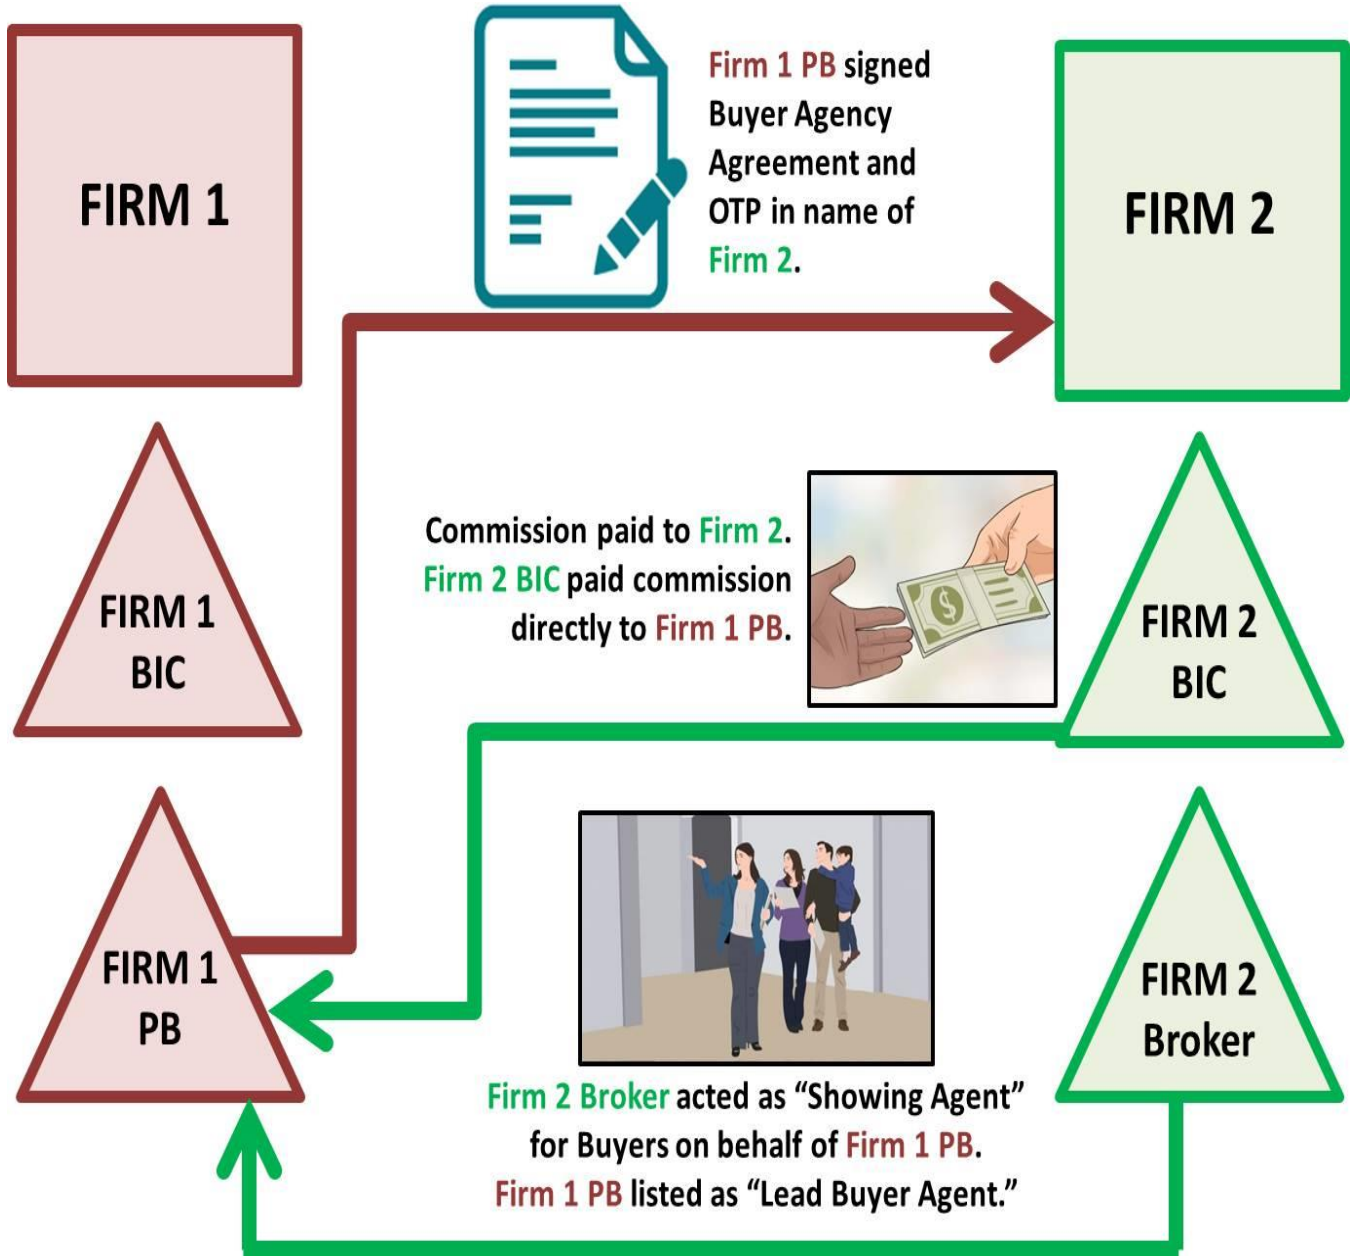 FIRM 1
Firm 1 PB signed
Buyer Agency
Agreement and
OTP in name of
Firm 2.
FIRM 2
FIRM 1
BIC
Commission paid to Firm 2.
Firm 2 BIC paid commission
directly to Firm 1 PB.
$
FIRM 2
BIC
FIRM 1
PB
Firm 2 Broker acted as “Showing Agent”
for Buyers on behalf of Firm 1 PB.
Firm 1 PB listed as “Lead Buyer Agent.”
FIRM 2
Broker